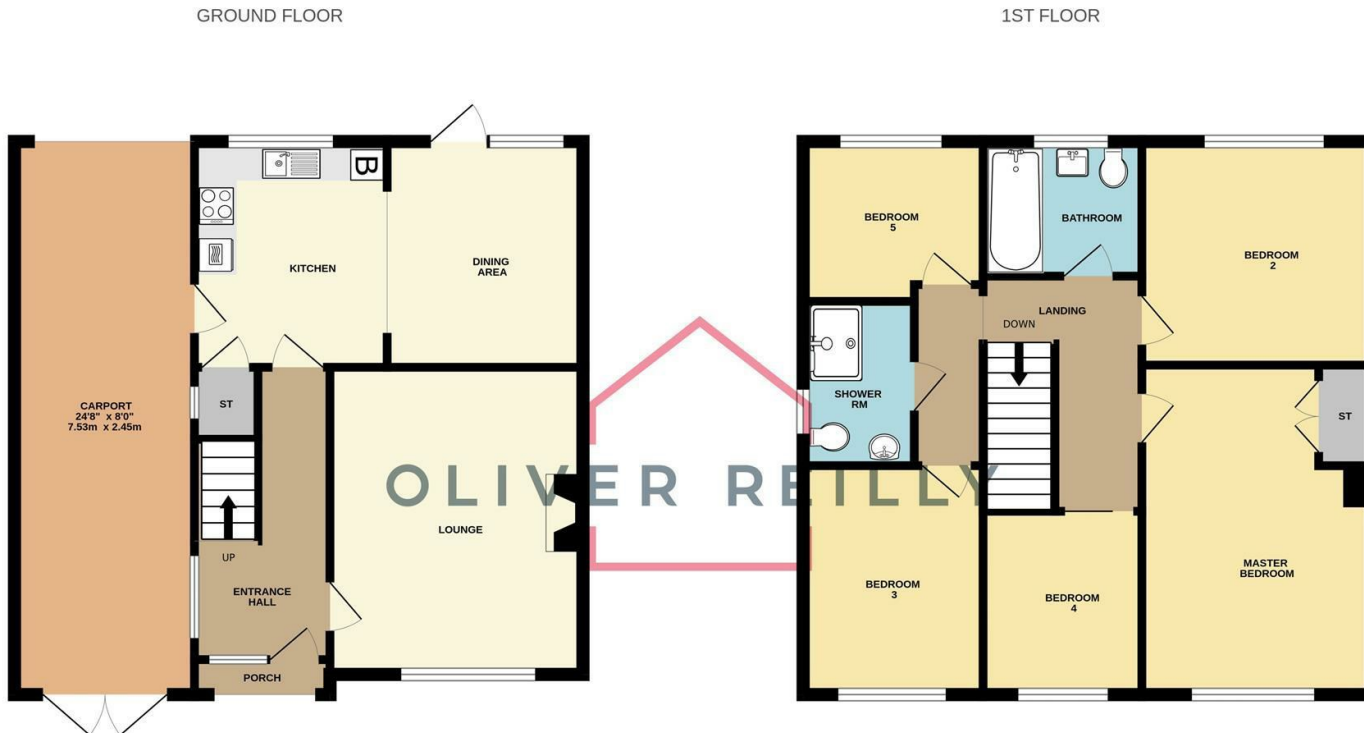 GROUND FLOOR
1ST FLOOR
B
KITCHEN
DINING
AREA
CARPORT
24'8" x 8'0"
7.53m x 2.45m
ST
LOUNGE
UP
ENTRANCE
HALL
PORCH
BEDROOM
5
BATHROOM
BEDROOM
2
LANDING
DOWN
SHOWER
RM
ST
BEDROOM
3
BEDROOM
4
MASTER
BEDROOM
OLIVER REILLY